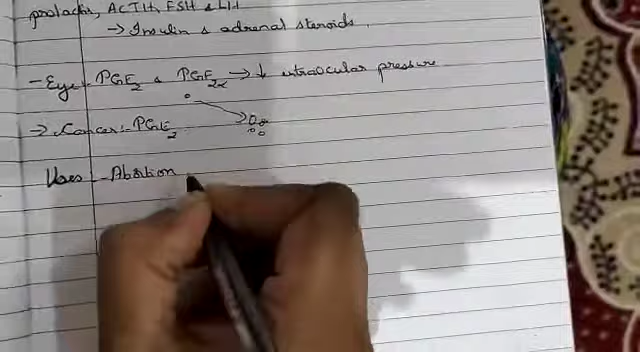 prolactin, ACTH, FSH & LH
→ Insulin & adrenal steroids.
- Eye - PGE2 & PGF2α → ↓ intraocular pressure
→ Cancer:- PGE2
Uses - Abortion